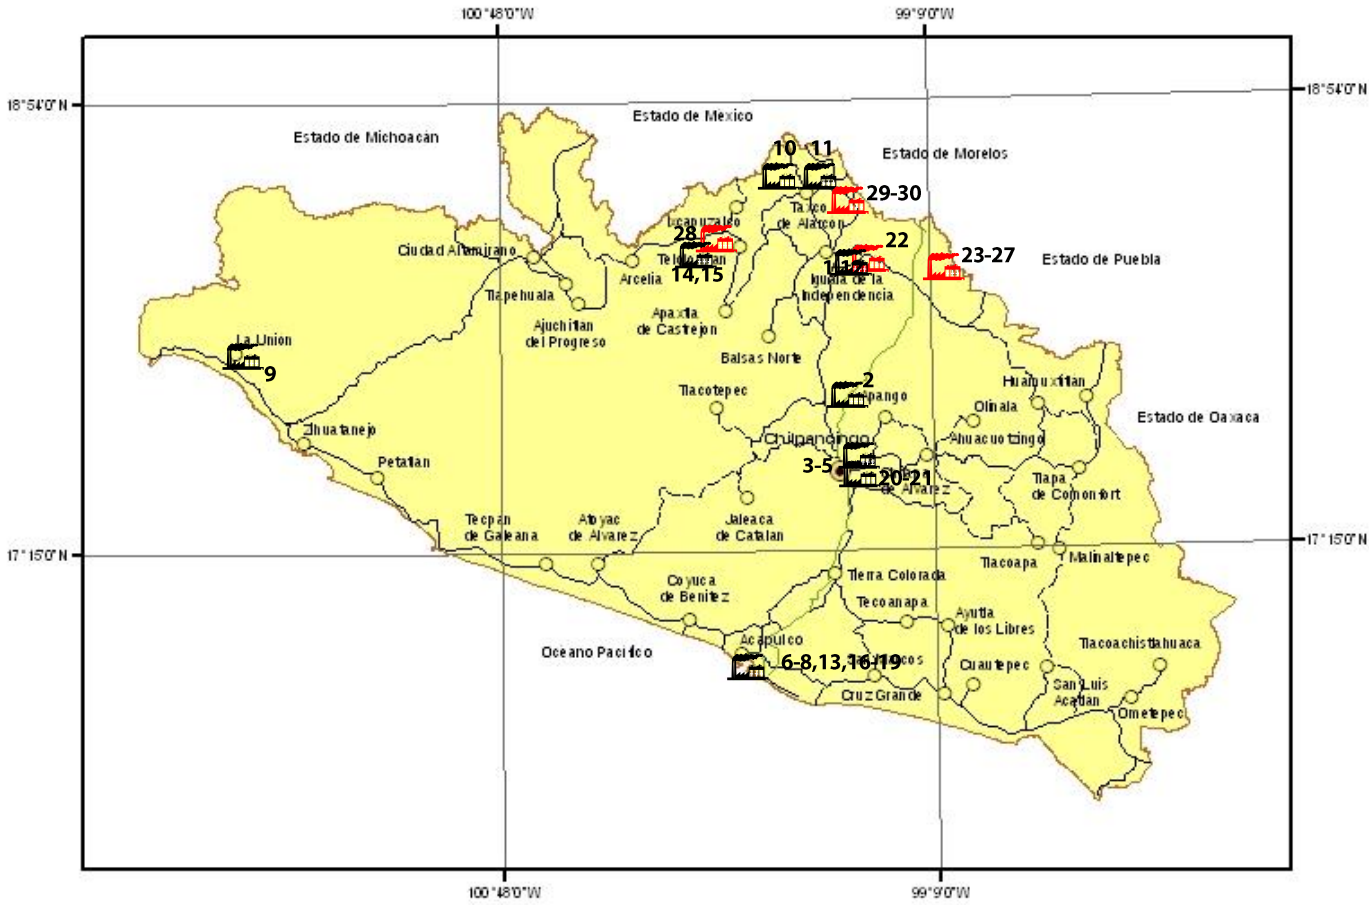 100°48'0"W
99°9'0"W
18°54'0"N
18°54'0"N
Estado de Mexico
Estado de Michoacán
Estado de Morelos
10
11
29-30
Taxco
de Alarcon
Ixcapuzalco
28
22
23-27
Ciudad Altamirano
Estado de Puebla
Arcelia
14,15
Iguala de la
Independencia
Tlapehuala
Apaxtla
de Castrejon
Ajuchitlan
del Progreso
La Union
9
Balsas Norte
2
Apango
Huamuxtitlan
Tlacotepec
Olinala
Estado de Oaxaca
Zihuatanejo
Chilpancingo
Ahuacuotzingo
Petatlan
3-5
20-21
de Alvarez
Tlapa
de Comonfort
Tecpan
de Galeana
Atoyac
de Alvarez
Jaleaca
de Catalan
17°15'0"N
17°15'0"N
Tlacoapa
Malinaltepec
Tierra Colorada
Coyuca
de Benitez
Tecoanapa
Ayutla
de los Libres
Acapulco
Tlacoachistlahuaca
Oceano Pacifico
6-8,13,16-19
Cuautepec
Cruz Grande
San Luis
Acatlan
Ometepec
100°48'0"W
99°9'0"W